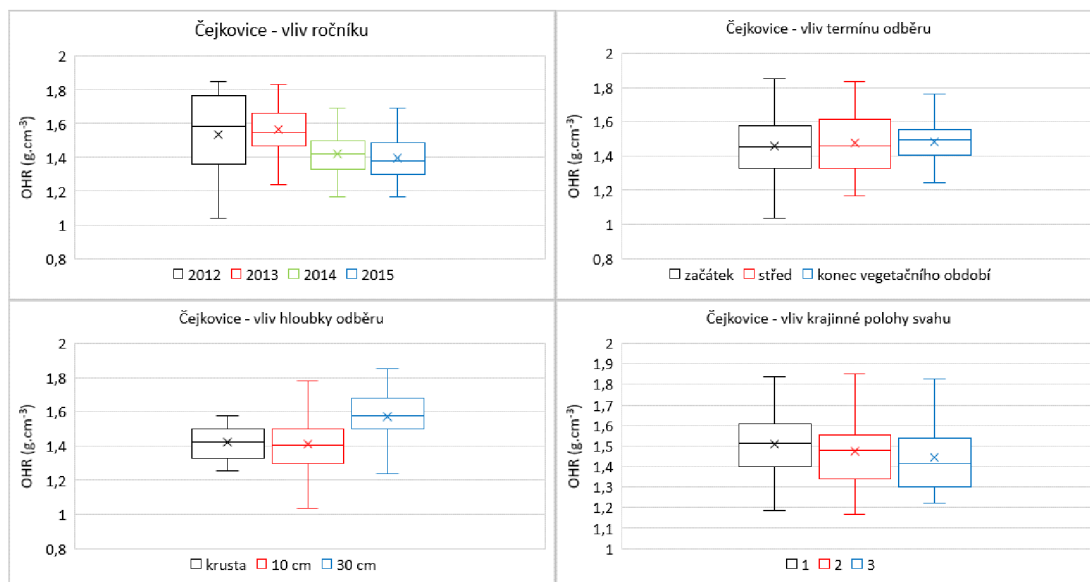 Čejkovice - vliv ročníku
2
1,8
1,6
1,4
1,2
1
0,8
OHR (g.cm⁻³)
2012 2013 2014 2015
Čejkovice - vliv termínu odběru
2
1,8
1,6
1,4
1,2
1
0,8
OHR (g.cm⁻³)
začátek střed konec vegetačního období
Čejkovice - vliv hloubky odběru
2
1,8
1,6
1,4
1,2
1
0,8
OHR (g.cm⁻³)
krusta 10 cm 30 cm
Čejkovice - vliv krajinné polohy svahu
2
1,9
1,8
1,7
1,6
1,5
1,4
1,3
1,2
1,1
1
OHR (g.cm⁻³)
1 2 3